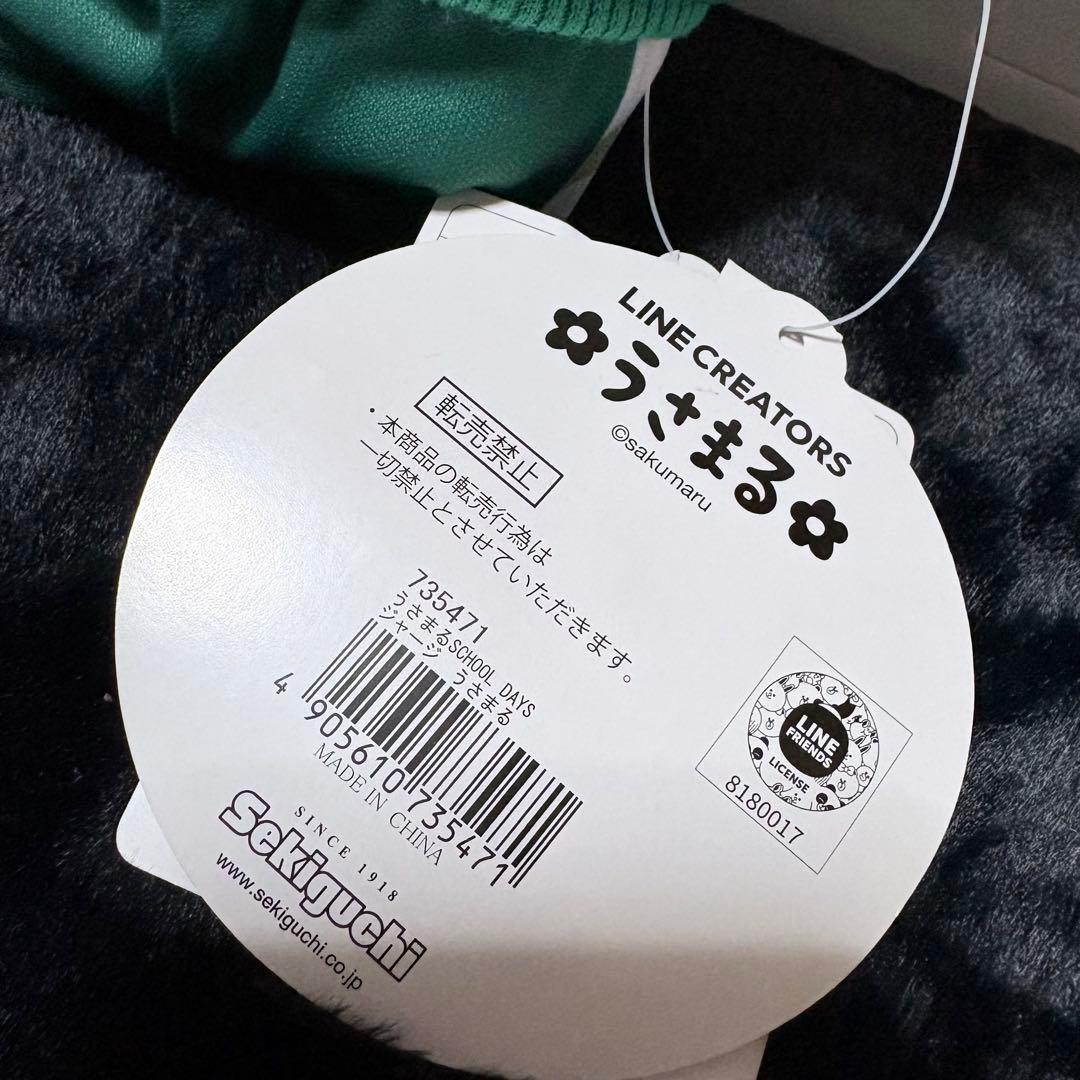 LINE CREATORS
うさまる
©sakumaru
転売禁止
・本商品の転売行為は
一切禁止とさせていただきます。
735471
うさまるSCHOOL DAYS
ジャージ うさまる
4 905610 735471
MADE IN CHINA
SINCE 1918
Sekiguchi
www.sekiguchi.co.jp
LINE
FRIENDS
LICENSE
8180017